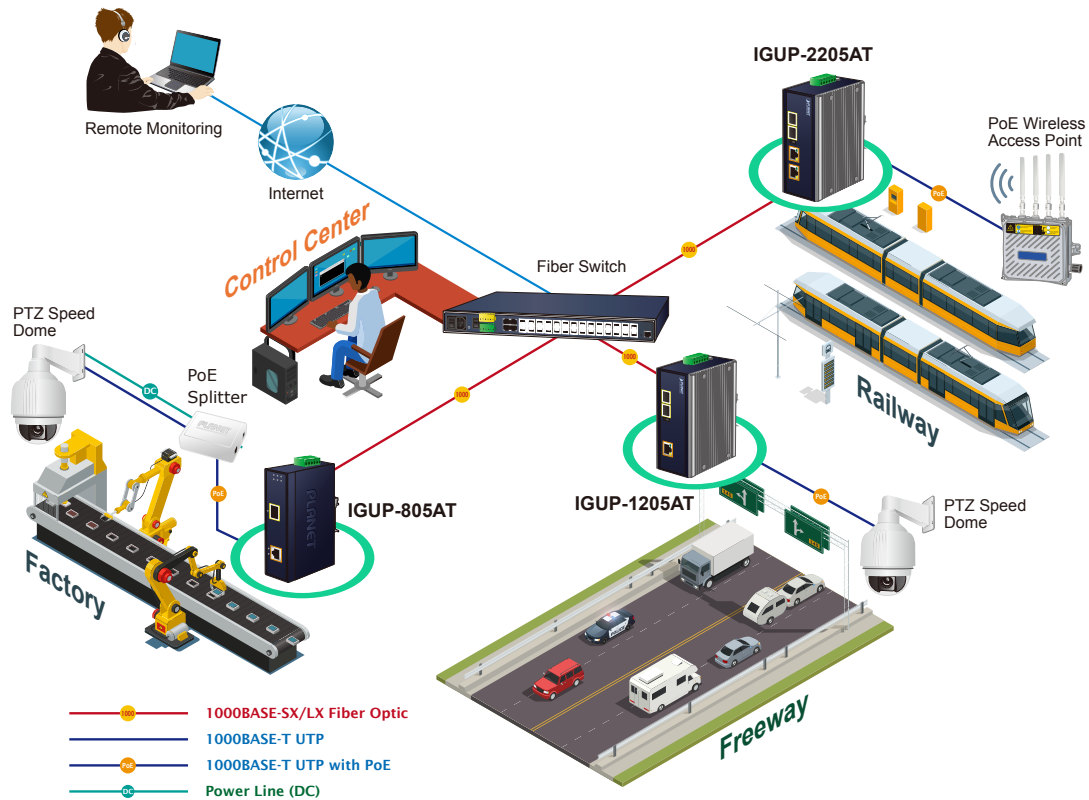 IGUP-2205AT
Remote Monitoring
PoE Wireless
Access Point
Internet
Control Center
Fiber Switch
1000
PoE
PTZ Speed
Dome
PoE
Splitter
DC
1000
1000
Railway
PLANET
PoE
IGUP-805AT
PLANET
IGUP-1205AT
PoE
PTZ Speed
Dome
Factory
Freeway
1000
1000BASE-SX/LX Fiber Optic
1000BASE-T UTP
PoE
1000BASE-T UTP with PoE
DC
Power Line (DC)